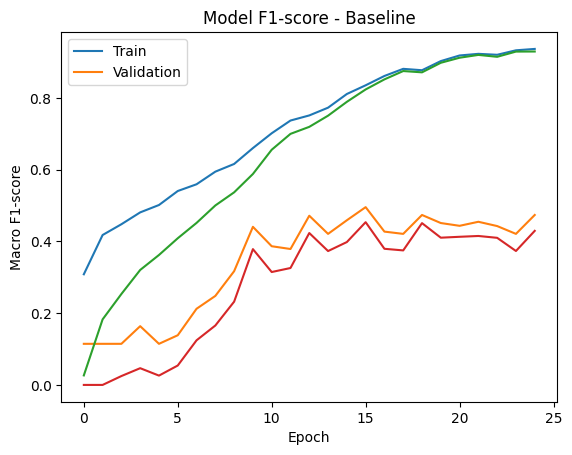 Model F1-score - Baseline
Train
Validation
Macro F1-score
0.8
0.6
0.4
0.2
0.0
0 5 10 15 20 25
Epoch